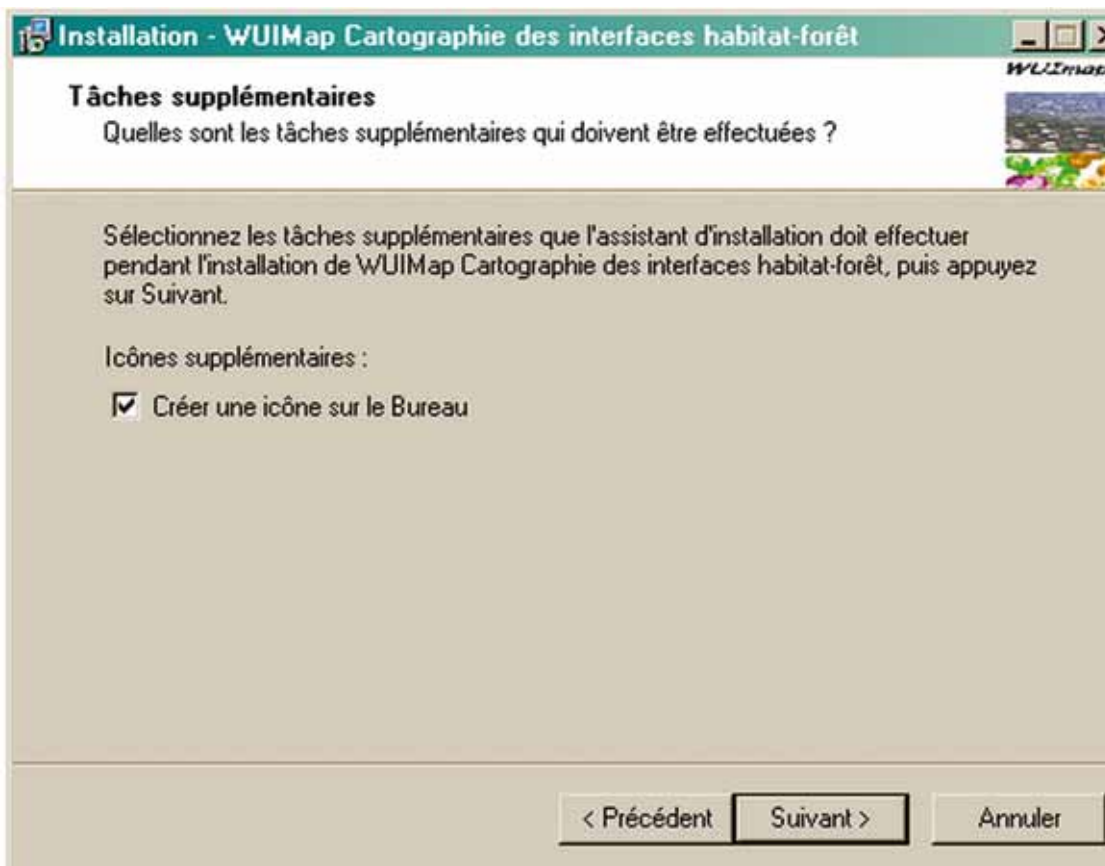 Installation - WUIMap Cartographie des interfaces habitat-forêt
WUImap
Tâches supplémentaires
Quelles sont les tâches supplémentaires qui doivent être effectuées ?
Sélectionnez les tâches supplémentaires que l'assistant d'installation doit effectuer
pendant l'installation de WUIMap Cartographie des interfaces habitat-forêt, puis appuyez
sur Suivant.
Icônes supplémentaires :
Créer une icône sur le Bureau
< Précédent
Suivant >
Annuler